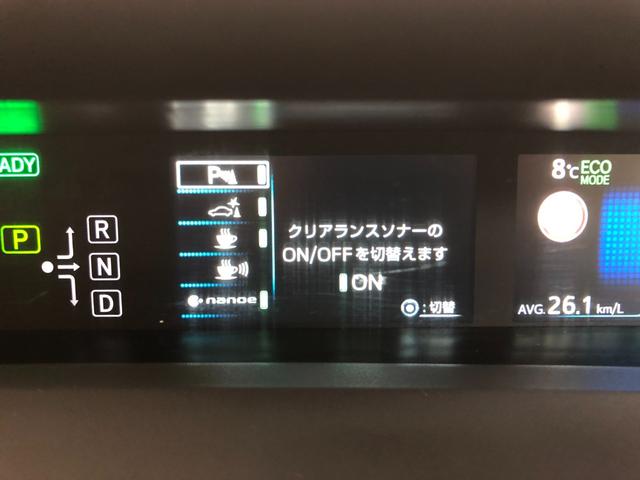 ADY
P
R
N
D
P
nanoe
クリアランスソナーの
ON/OFFを切替えます
ON
:切替
8℃ ECO
MODE
AVG. 26.1 km/L